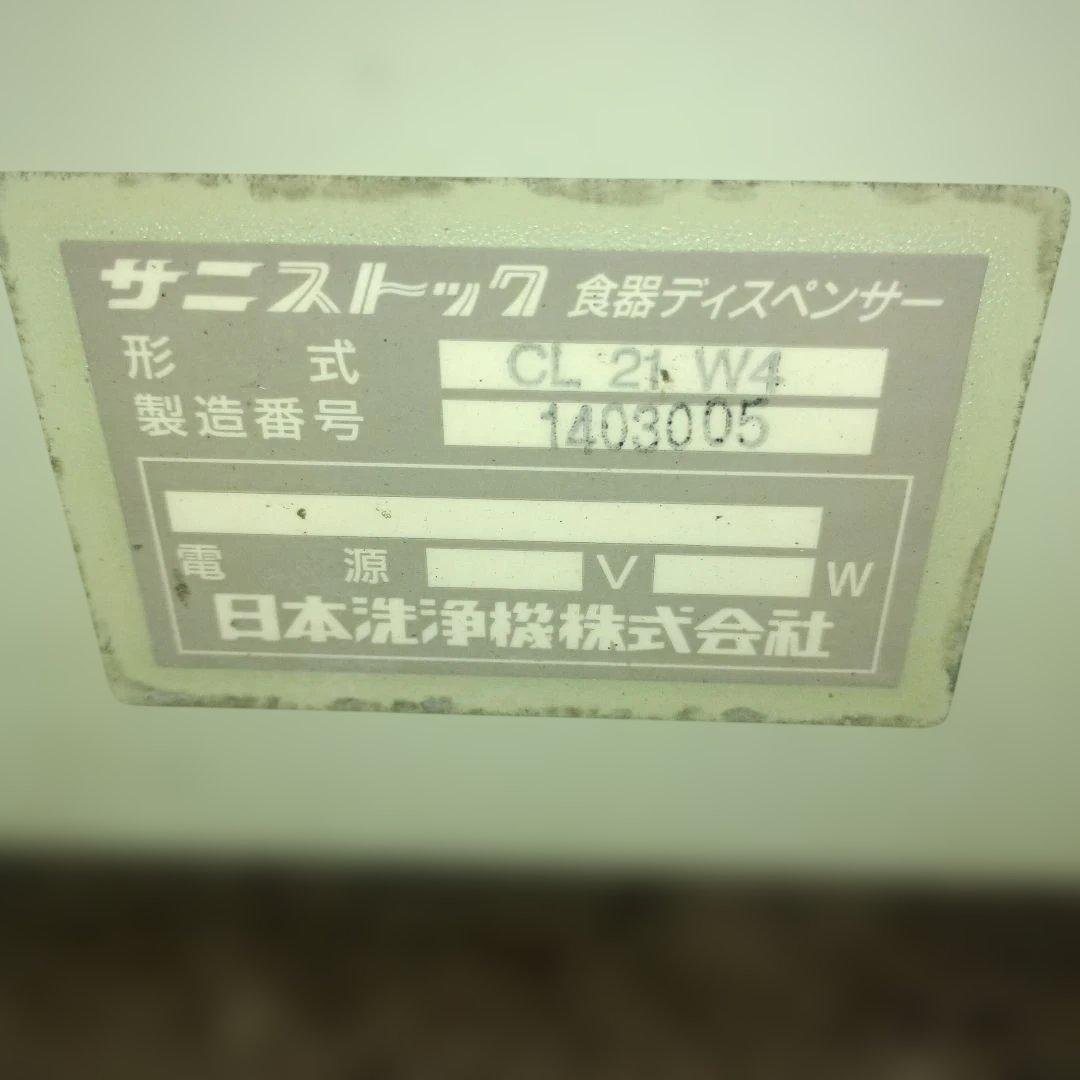 サニストック 食器ディスペンサー
形 式 CL 21 W4
製造番号 1403005
電 源 V W
日本洗浄機株式会社